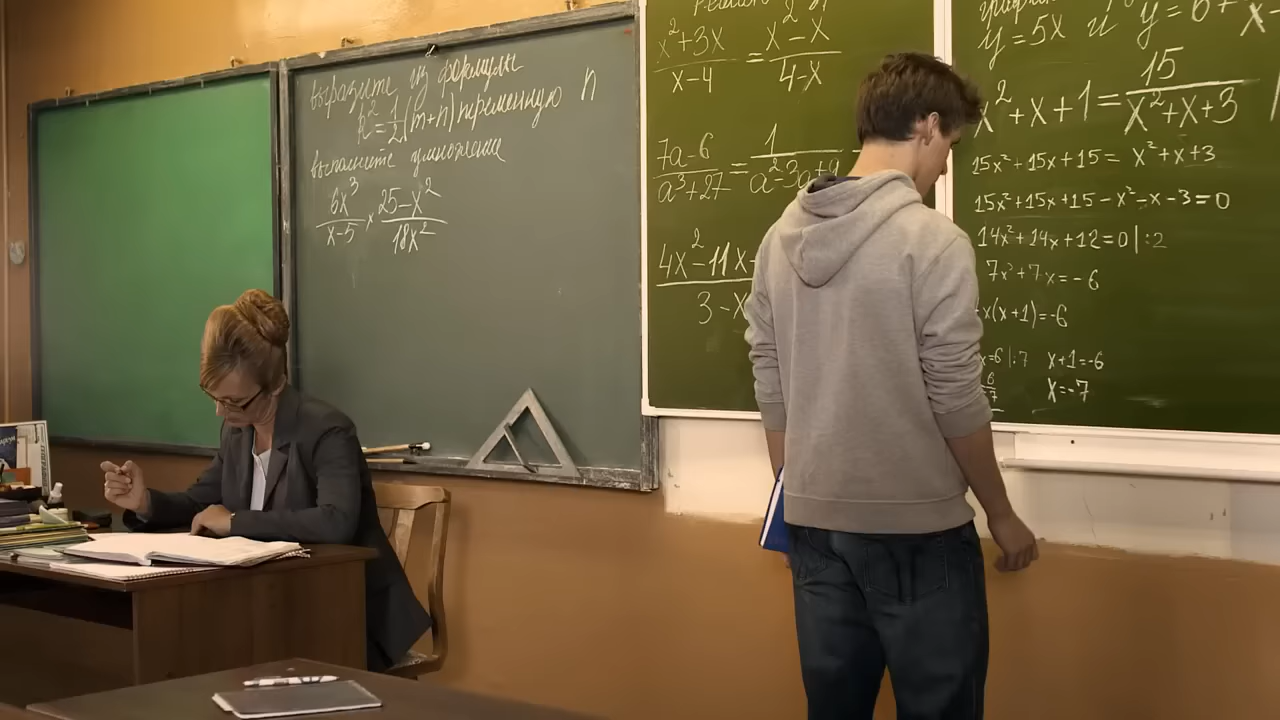 выразите из формулы
h² = 1/2(m+n) переменную n
выполните умножение
6x³/(x-5) × (25-x²)/18x²
(x²+3x)/(x-4) = (x²-x)/(4-x)
(7a-6)/(a³+27) = 1/(a²-3a+9)
4x²-11x
3-x
y=5x и y=6+
x²+x+1 = 15/(x²+x+3)
15x²+15x+15 = x²+x+3
15x²+15x+15-x²-x-3=0
14x²+14x+12=0 |:2
7x²+7x=-6
x(x+1)=-6
x=6|:7 x+1=-6
6/7 x=-7